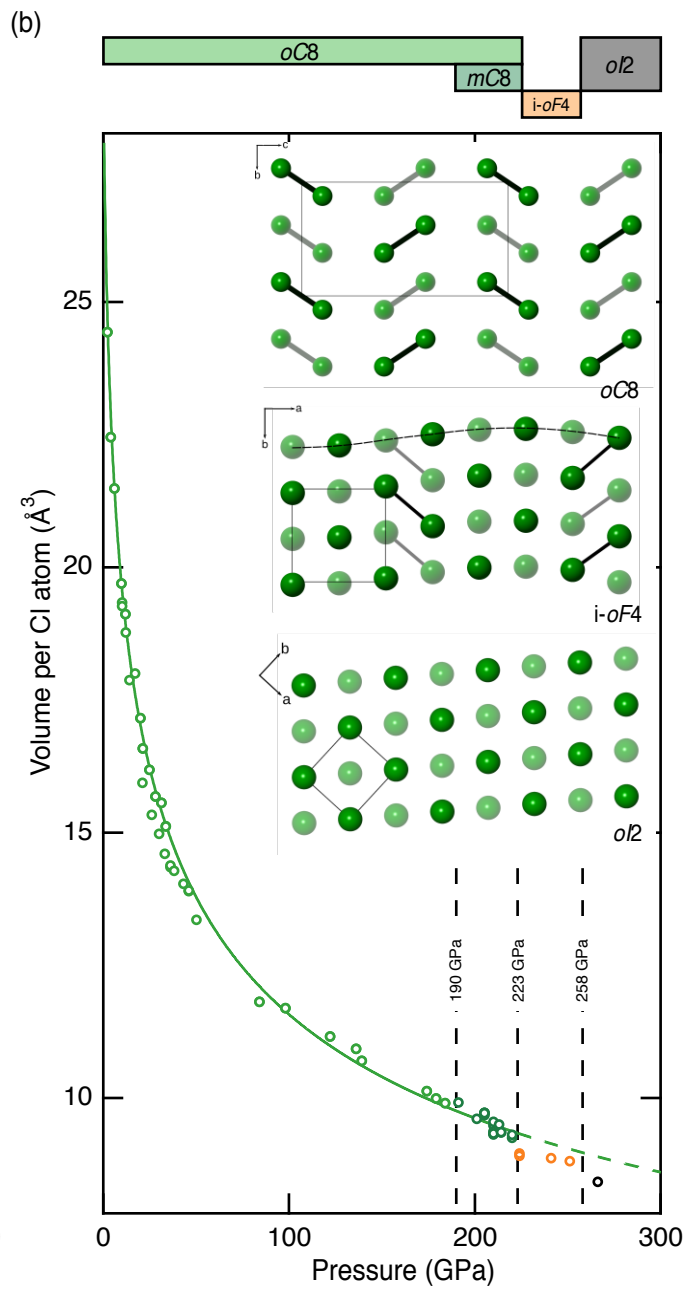 (b)
oC8
mC8
i-oF4
oI2
c
b
oC8
a
b
i-oF4
b
a
oI2
190 GPa
223 GPa
258 GPa
25
20
15
10
Volume per Cl atom (Å³)
0
100
200
300
Pressure (GPa)